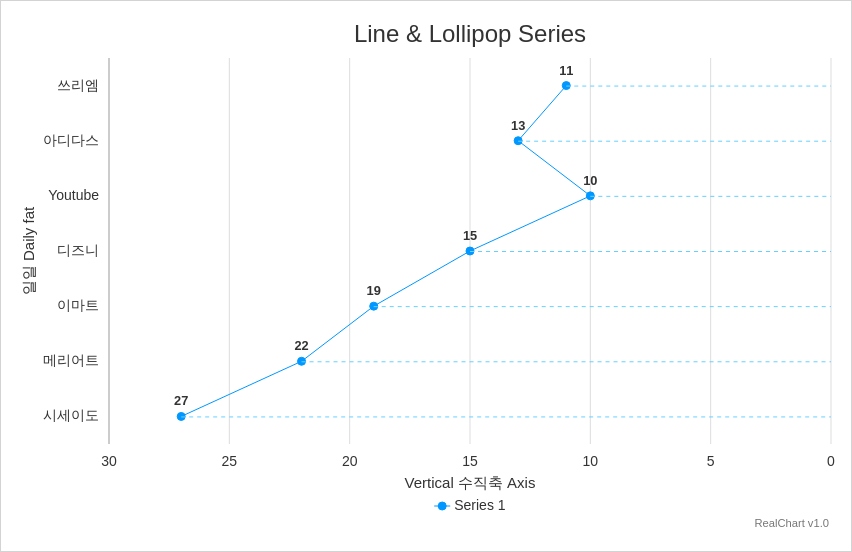 Line & Lollipop Series
11
쓰리엠
13
아디다스
10
Youtube
15
디즈니
일일 Daily fat
19
이마트
22
메리어트
27
시세이도
30 25 20 15 10 5 0
Vertical 수직축 Axis
Series 1
RealChart v1.0